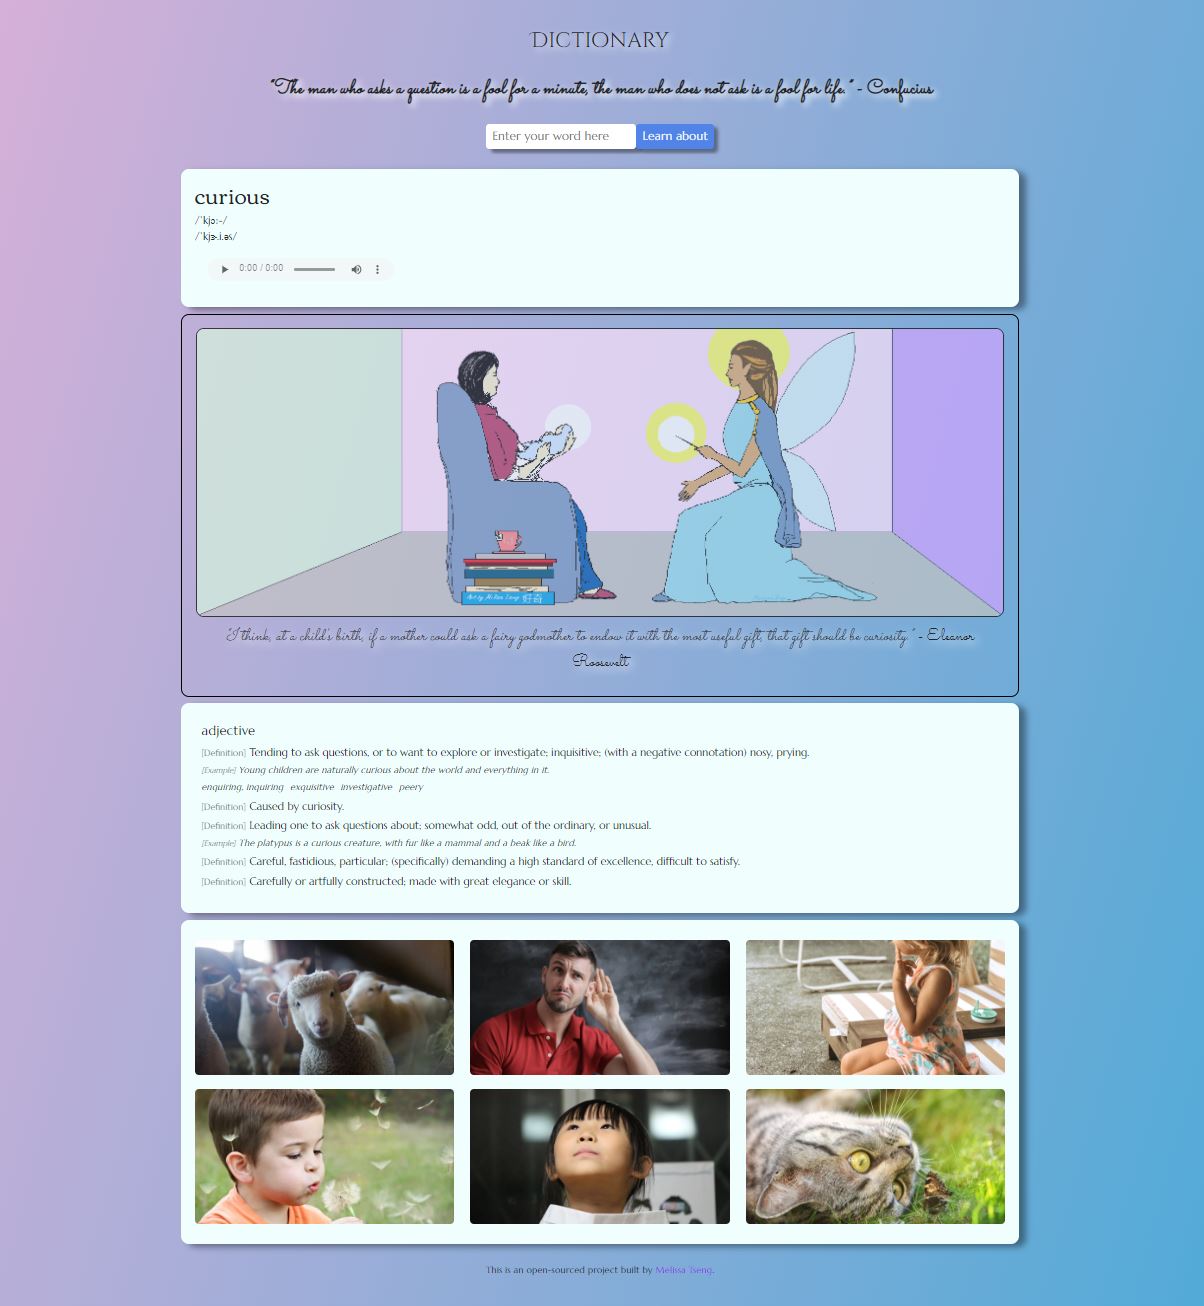 DICTIONARY
"The man who asks a question is a fool for a minute, the man who does not ask is a fool for life." - Confucius
Enter your word here Learn about
curious
/ˈkjɔː-/
/ˈkjɝ.i.əs/
0:00 / 0:00
Art by 好奇
"I think, at a child's birth, if a mother could ask a fairy godmother to endow it with the most useful gift, that gift should be curiosity." - Eleanor
Roosevelt
adjective
[Definition] Tending to ask questions, or to want to explore or investigate; inquisitive; (with a negative connotation) nosy, prying.
[Example] Young children are naturally curious about the world and everything in it.
enquiring, inquiring exquisitive investigative peery
[Definition] Caused by curiosity.
[Definition] Leading one to ask questions about; somewhat odd, out of the ordinary, or unusual.
[Example] The platypus is a curious creature, with fur like a mammal and a beak like a bird.
[Definition] Careful, fastidious, particular; (specifically) demanding a high standard of excellence, difficult to satisfy.
[Definition] Carefully or artfully constructed; made with great elegance or skill.
This is an open-sourced project built by Melissa Tseng.